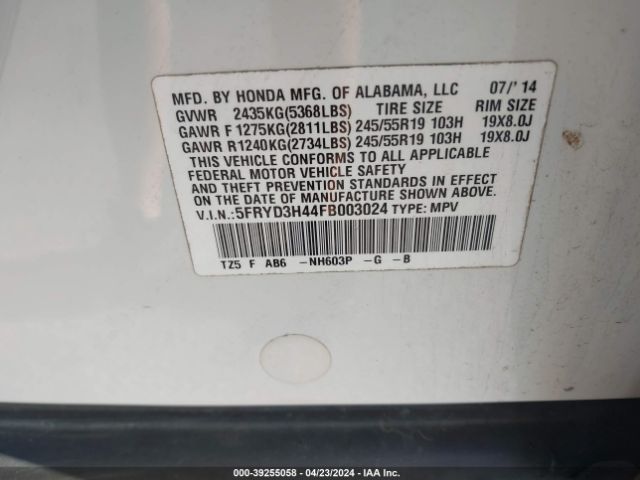 MFD. BY HONDA MFG. OF ALABAMA, LLC 07/'14
GVWR 2435KG(5368LBS) TIRE SIZE RIM SIZE
GAWR F 1275KG(2811LBS) 245/55R19 103H 19X8.0J
GAWR R1240KG(2734LBS) 245/55R19 103H 19X8.0J
THIS VEHICLE CONFORMS TO ALL APPLICABLE
FEDERAL MOTOR VEHICLE SAFETY
AND THEFT PREVENTION STANDARDS IN EFFECT
ON THE DATE OF MANUFACTURE SHOWN ABOVE.
V.I.N.:5FRYD3H44FB003024 TYPE: MPV
TZ5 F AB6 -NH603P -G -B
000-39255058 - 04/23/2024 - IAA Inc.